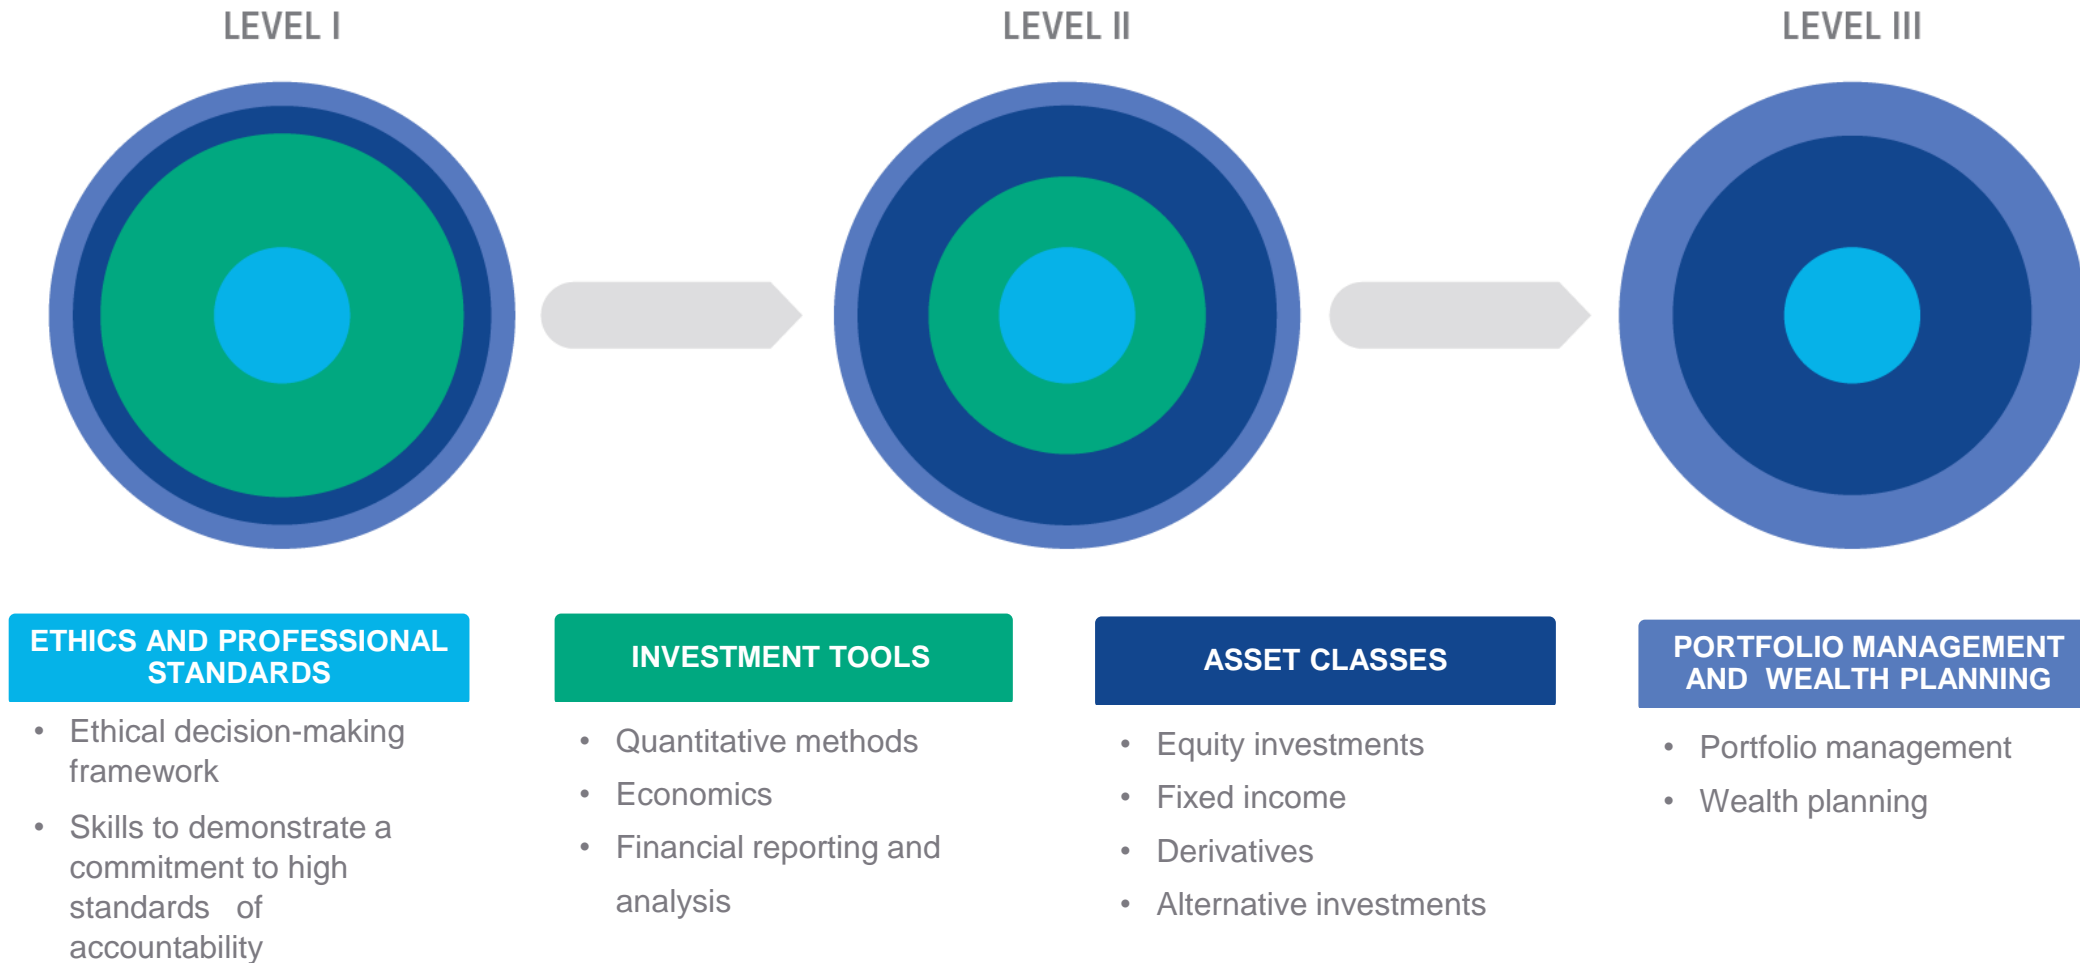 LEVEL I
LEVEL II
LEVEL III
ETHICS AND PROFESSIONAL
STANDARDS
• Ethical decision-making
framework
• Skills to demonstrate a
commitment to high
standards of
accountability
INVESTMENT TOOLS
• Quantitative methods
• Economics
• Financial reporting and
analysis
ASSET CLASSES
• Equity investments
• Fixed income
• Derivatives
• Alternative investments
PORTFOLIO MANAGEMENT
AND WEALTH PLANNING
• Portfolio management
• Wealth planning